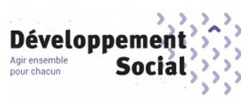 Développement
Agir ensemble
pour chacun
Social